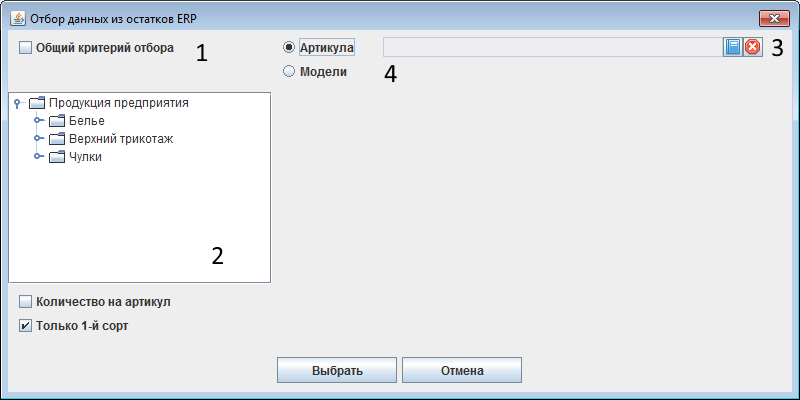 Отбор данных из остатков ERP
Общий критерий отбора
1
Артикула
3
Модели
4
Продукция предприятия
Белье
Верхний трикотаж
Чулки
2
Количество на артикул
Только 1-й сорт
Выбрать
Отмена